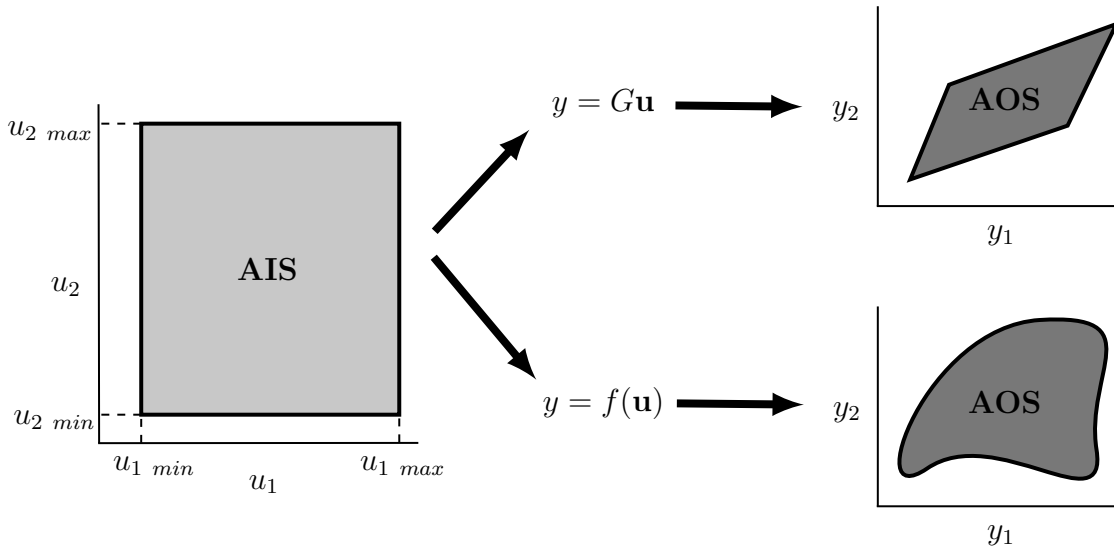 u₂ max
u₂
u₂ min
AIS
u₁ min
u₁ max
u₁
y = Gu
y = f(u)
y₂
AOS
y₁
y₂
AOS
y₁